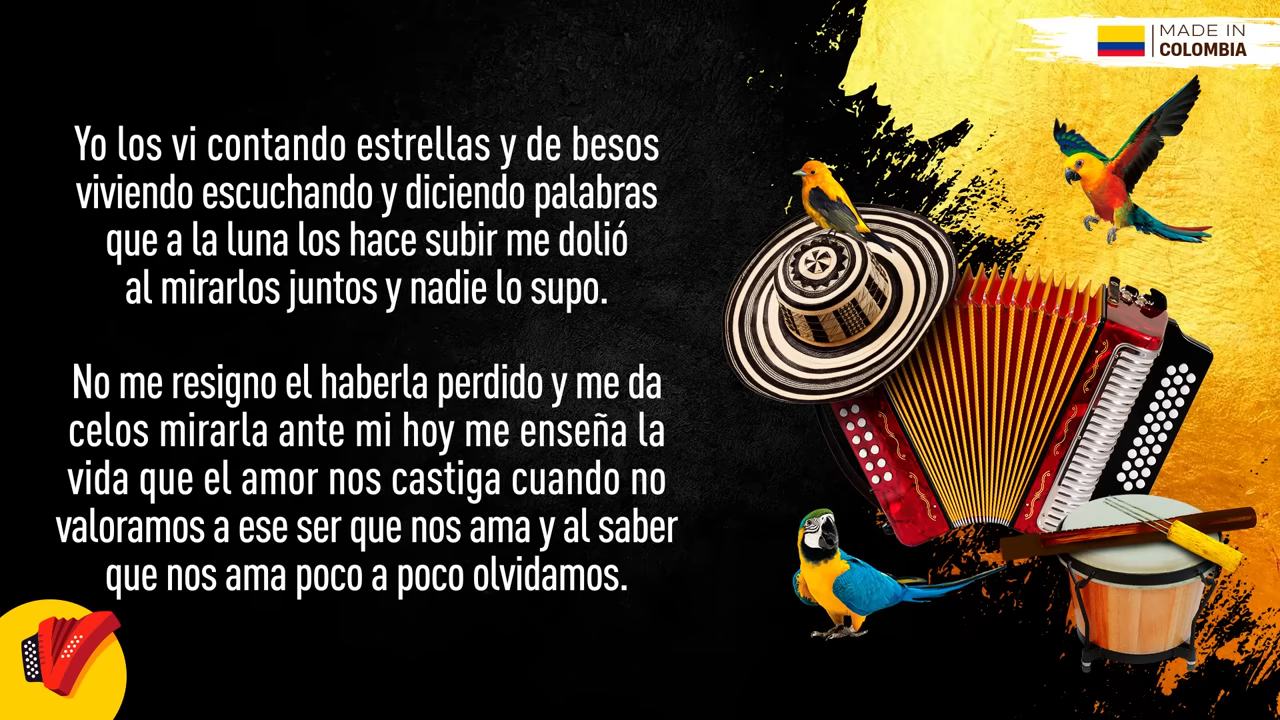 MADE IN
COLOMBIA
Yo los vi contando estrellas y de besos
viviendo escuchando y diciendo palabras
que a la luna los hace subir me dolió
al mirarlos juntos y nadie lo supo.
No me resigno el haberla perdido y me da
celos mirarla ante mi hoy me enseña la
vida que el amor nos castiga cuando no
valoramos a ese ser que nos ama y al saber
que nos ama poco a poco olvidamos.